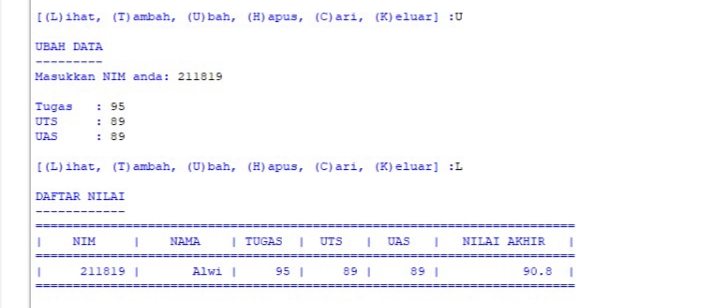 [(L)ihat, (T)ambah, (U)bah, (H)apus, (C)ari, (K)eluar] :U
UBAH DATA
---------
Masukkan NIM anda: 211819
Tugas   : 95
UTS     : 89
UAS     : 89
[(L)ihat, (T)ambah, (U)bah, (H)apus, (C)ari, (K)eluar] :L
DAFTAR NILAI
------------
==========================================================================
|    NIM     |    NAMA    | TUGAS  |  UTS   |  UAS   |   NILAI AKHIR   |
==========================================================================
|     211819 |       Alwi |     95 |     89 |     89 |            90.8  |
==========================================================================